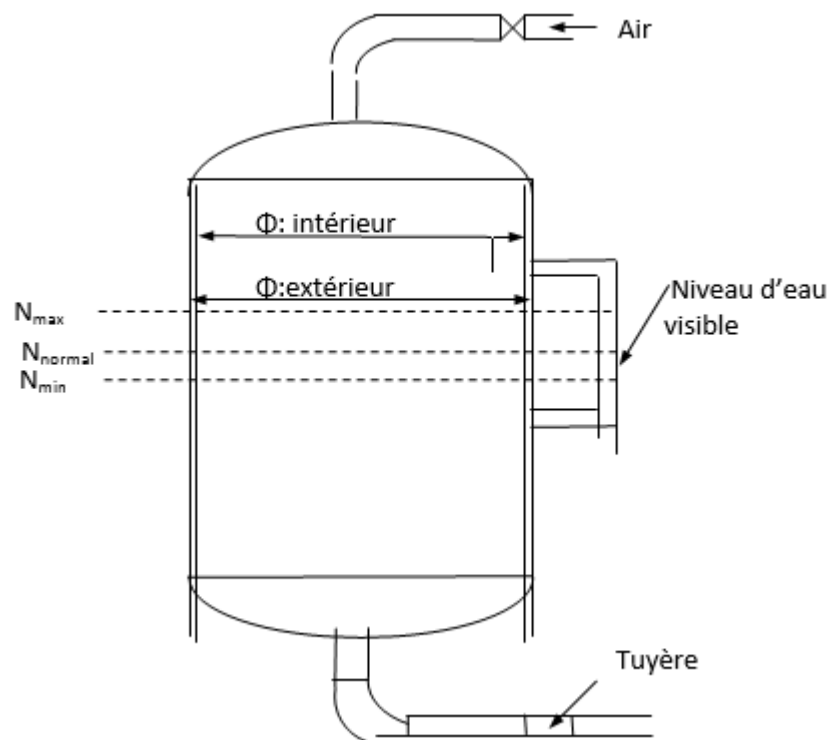 Air
Φ: intérieur
Φ:extérieur
Niveau d’eau
visible
Nmax
Nnormal
Nmin
Tuyère